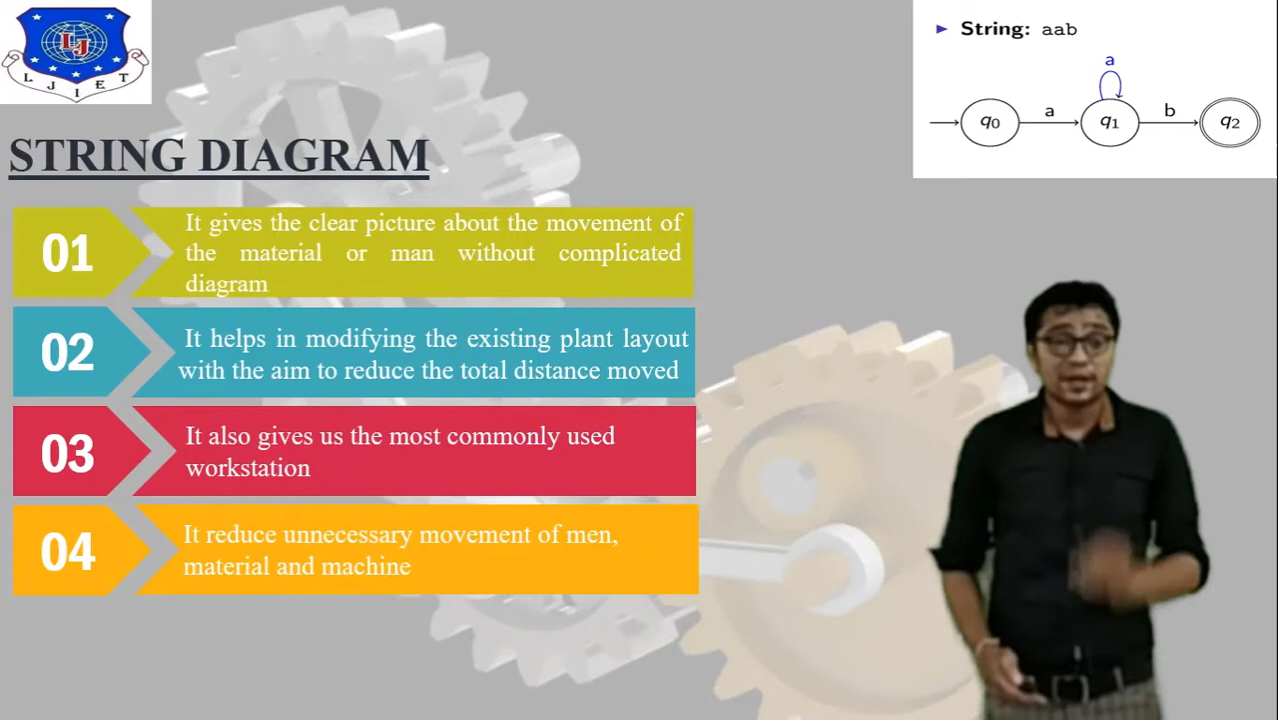 LJ
L J I E T
► String: aab
a
q0 a q1 b q2
STRING DIAGRAM
01
It gives the clear picture about the movement of
the material or man without complicated
diagram
02
It helps in modifying the existing plant layout
with the aim to reduce the total distance moved
03
It also gives us the most commonly used
workstation
04
It reduce unnecessary movement of men,
material and machine